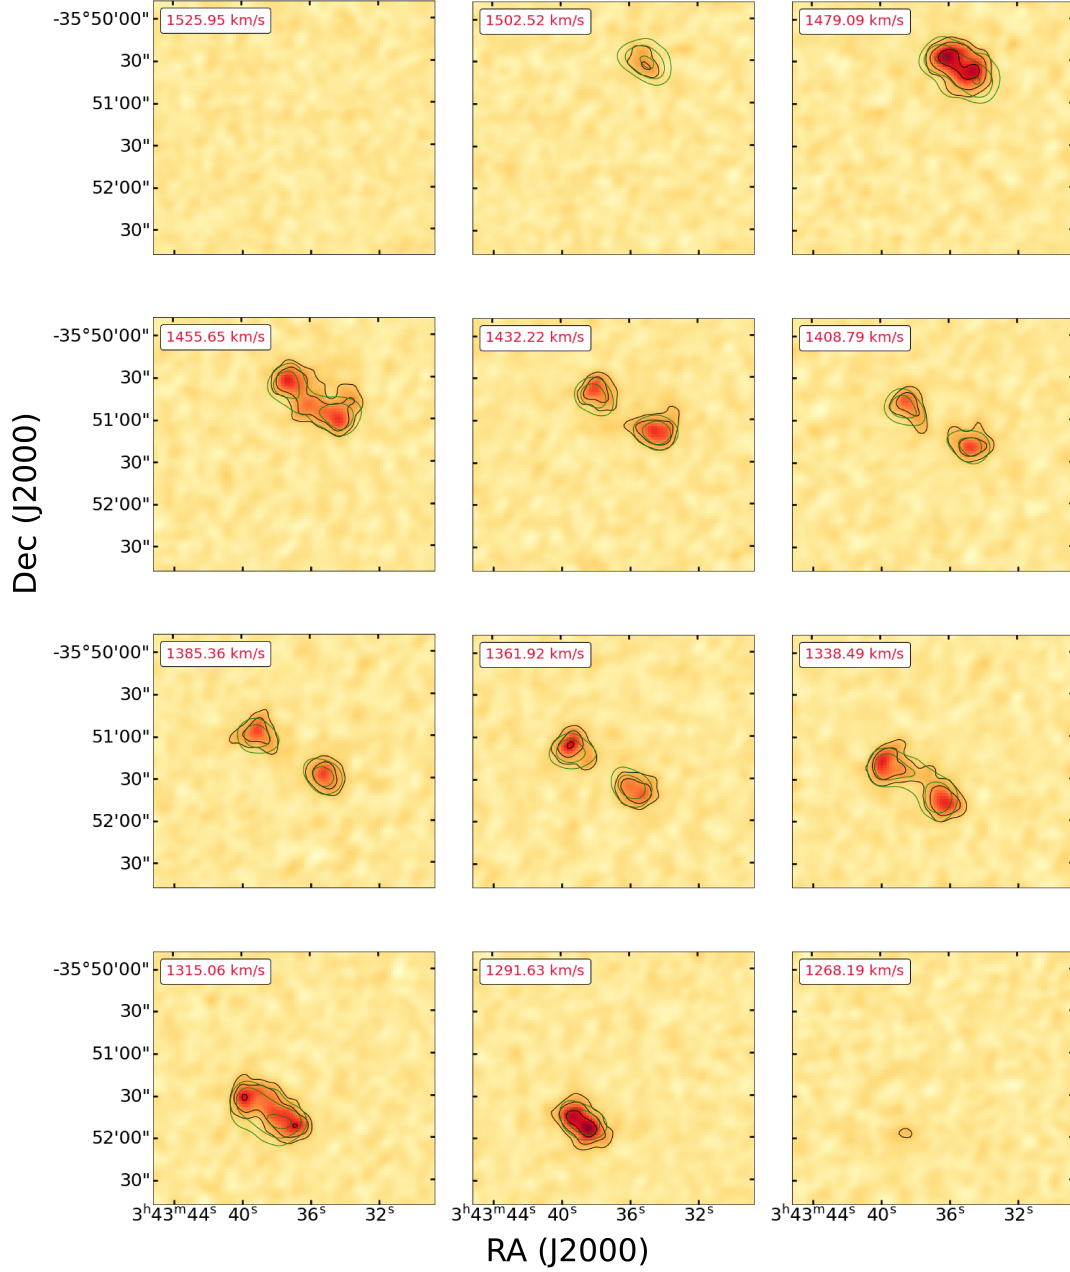 1525.95 km/s
1502.52 km/s
1479.09 km/s
-35°50'00"
30"
51'00"
30"
52'00"
30"
1455.65 km/s
1432.22 km/s
1408.79 km/s
-35°50'00"
30"
51'00"
30"
52'00"
30"
Dec (J2000)
1385.36 km/s
1361.92 km/s
1338.49 km/s
-35°50'00"
30"
51'00"
30"
52'00"
30"
1315.06 km/s
1291.63 km/s
1268.19 km/s
-35°50'00"
30"
51'00"
30"
52'00"
30"
3h43m44s 40s 36s 32s
3h43m44s 40s 36s 32s
3h43m44s 40s 36s 32s
RA (J2000)